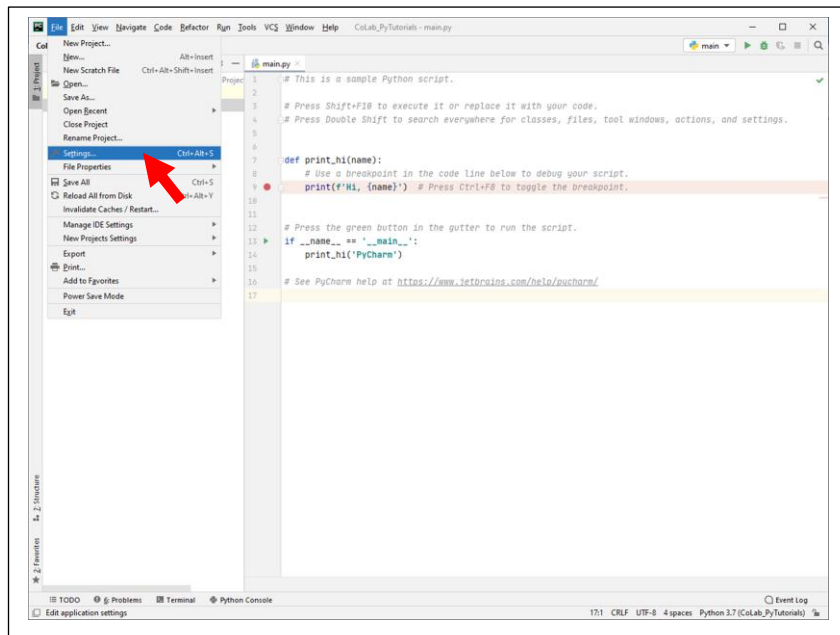 File Edit View Navigate Code Refactor Run Tools VCS Window Help CoLab_PyTutorials - main.py
Col
main
1: Project
New Project...
New... Alt+Insert
New Scratch File Ctrl+Alt+Shift+Insert
Open...
Save As...
Open Recent
Close Project
Rename Project...
Settings... Ctrl+Alt+S
File Properties
Save All Ctrl+S
Reload All from Disk Ctrl+Alt+Y
Invalidate Caches / Restart...
Manage IDE Settings
New Projects Settings
Export
Print...
Add to Favorites
Power Save Mode
Exit
Projec
main.py
1 # This is a sample Python script.
2
3 # Press Shift+F10 to execute it or replace it with your code.
4 # Press Double Shift to search everywhere for classes, files, tool windows, actions, and settings.
5
6
7 def print_hi(name):
8 # Use a breakpoint in the code line below to debug your script.
9 print(f'Hi, {name}') # Press Ctrl+F8 to toggle the breakpoint.
10
11
12 # Press the green button in the gutter to run the script.
13 if __name__ == '__main__':
14 print_hi('PyCharm')
15
16 # See PyCharm help at https://www.jetbrains.com/help/pycharm/
17
Z: Structure
2: Favorites
TODO 6: Problems Terminal Python Console Event Log
Edit application settings 17:1 CRLF UTF-8 4 spaces Python 3.7 (CoLab_PyTutorials)